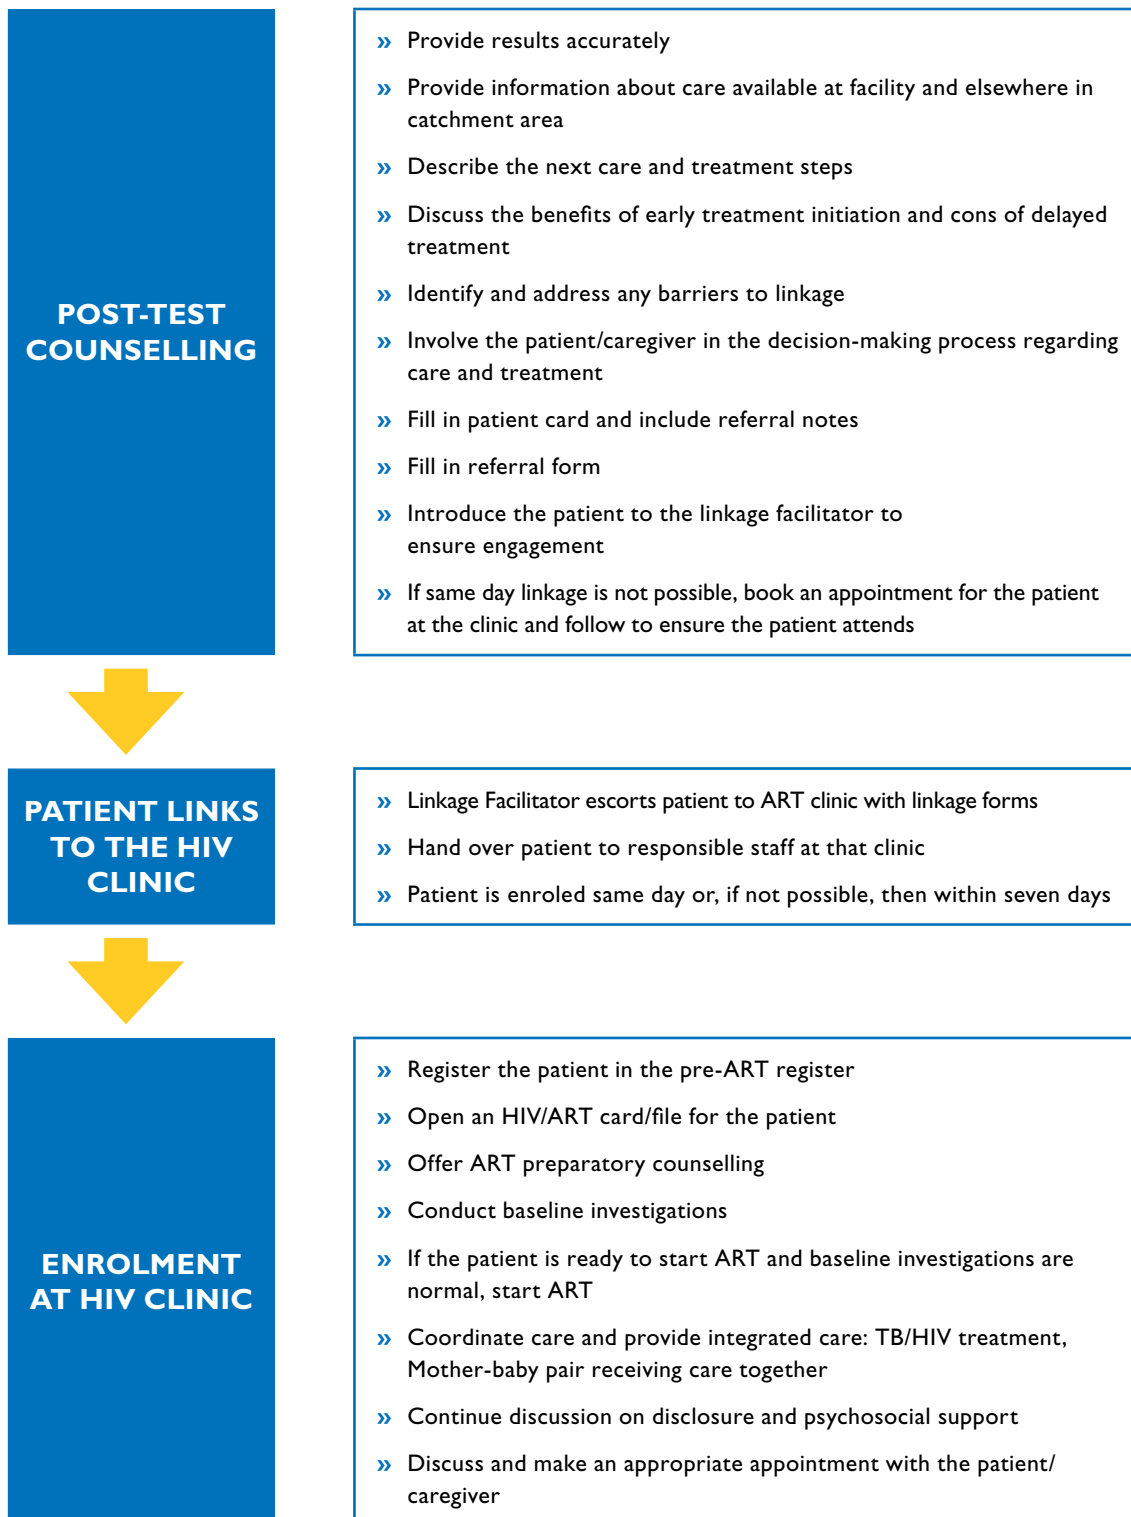 POST-TEST
COUNSELLING
» Provide results accurately
» Provide information about care available at facility and elsewhere in
catchment area
» Describe the next care and treatment steps
» Discuss the benefits of early treatment initiation and cons of delayed
treatment
» Identify and address any barriers to linkage
» Involve the patient/caregiver in the decision-making process regarding
care and treatment
» Fill in patient card and include referral notes
» Fill in referral form
» Introduce the patient to the linkage facilitator to
ensure engagement
» If same day linkage is not possible, book an appointment for the patient
at the clinic and follow to ensure the patient attends
PATIENT LINKS
TO THE HIV
CLINIC
» Linkage Facilitator escorts patient to ART clinic with linkage forms
» Hand over patient to responsible staff at that clinic
» Patient is enroled same day or, if not possible, then within seven days
ENROLMENT
AT HIV CLINIC
» Register the patient in the pre-ART register
» Open an HIV/ART card/file for the patient
» Offer ART preparatory counselling
» Conduct baseline investigations
» If the patient is ready to start ART and baseline investigations are
normal, start ART
» Coordinate care and provide integrated care: TB/HIV treatment,
Mother-baby pair receiving care together
» Continue discussion on disclosure and psychosocial support
» Discuss and make an appropriate appointment with the patient/
caregiver